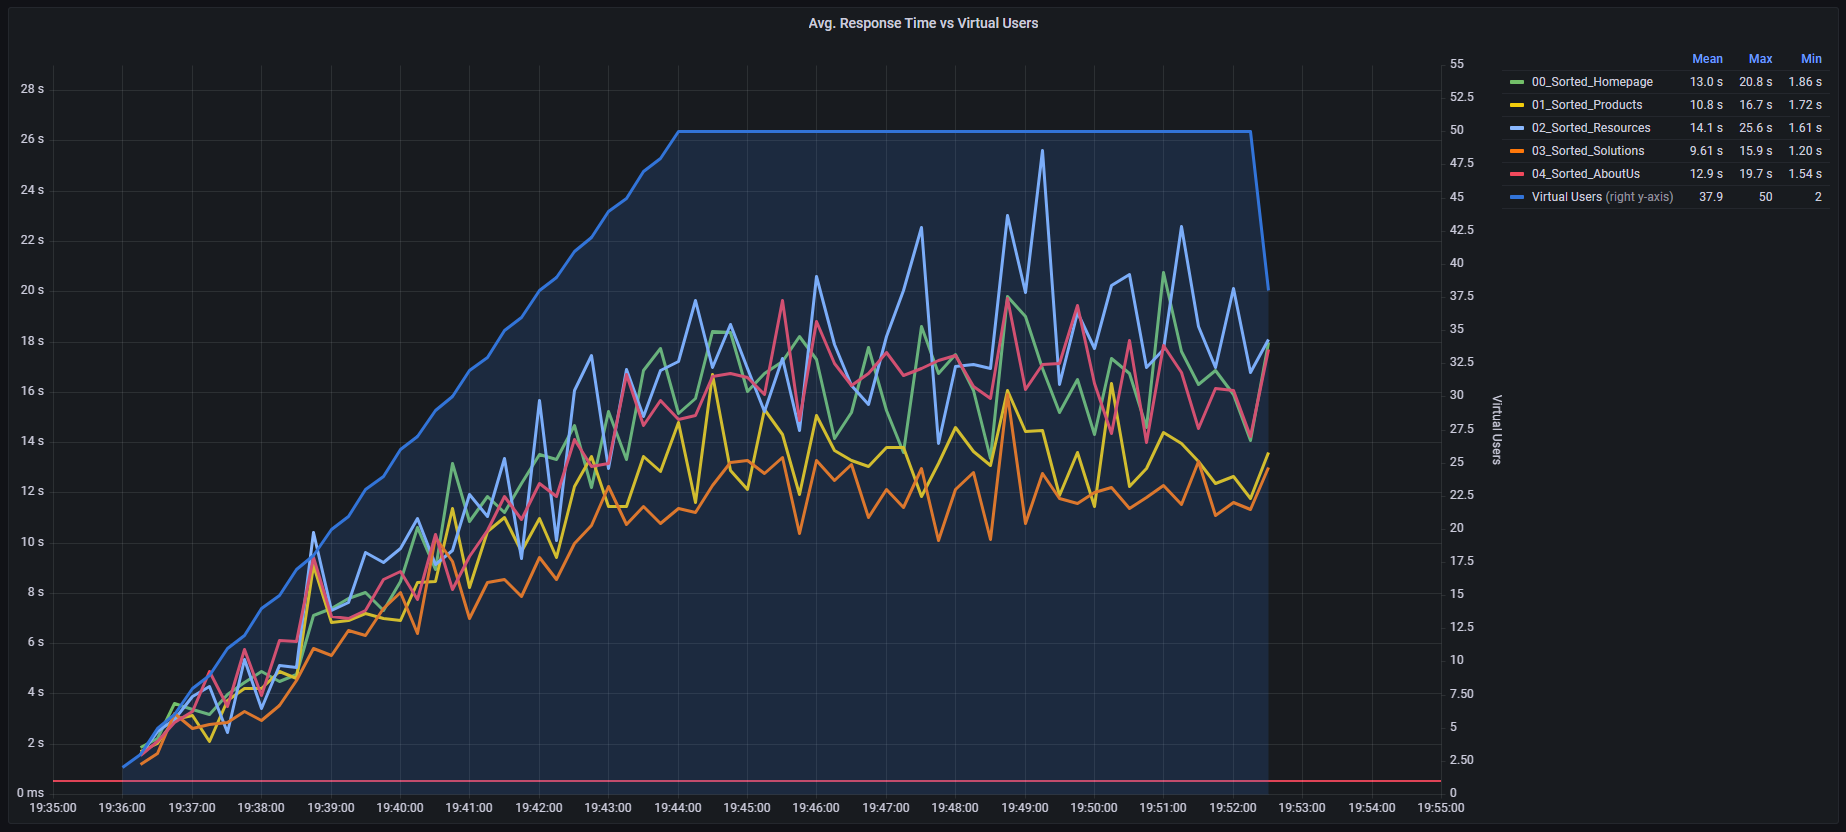 Avg. Response Time vs Virtual Users
28 s
26 s
24 s
22 s
20 s
18 s
16 s
14 s
12 s
10 s
8 s
6 s
4 s
2 s
0 ms
19:35:00 19:36:00 19:37:00 19:38:00 19:39:00 19:40:00 19:41:00 19:42:00 19:43:00 19:44:00 19:45:00 19:46:00 19:47:00 19:48:00 19:49:00 19:50:00 19:51:00 19:52:00 19:53:00 19:54:00 19:55:00
55
52.5
50
47.5
45
42.5
40
37.5
35
32.5
30
27.5
25
22.5
20
17.5
15
12.5
10
7.50
5
2.50
0
Virtual Users
Mean Max Min
00_Sorted_Homepage 13.0 s 20.8 s 1.86 s
01_Sorted_Products 10.8 s 16.7 s 1.72 s
02_Sorted_Resources 14.1 s 25.6 s 1.61 s
03_Sorted_Solutions 9.61 s 15.9 s 1.20 s
04_Sorted_AboutUs 12.9 s 19.7 s 1.54 s
Virtual Users (right y-axis) 37.9 50 2